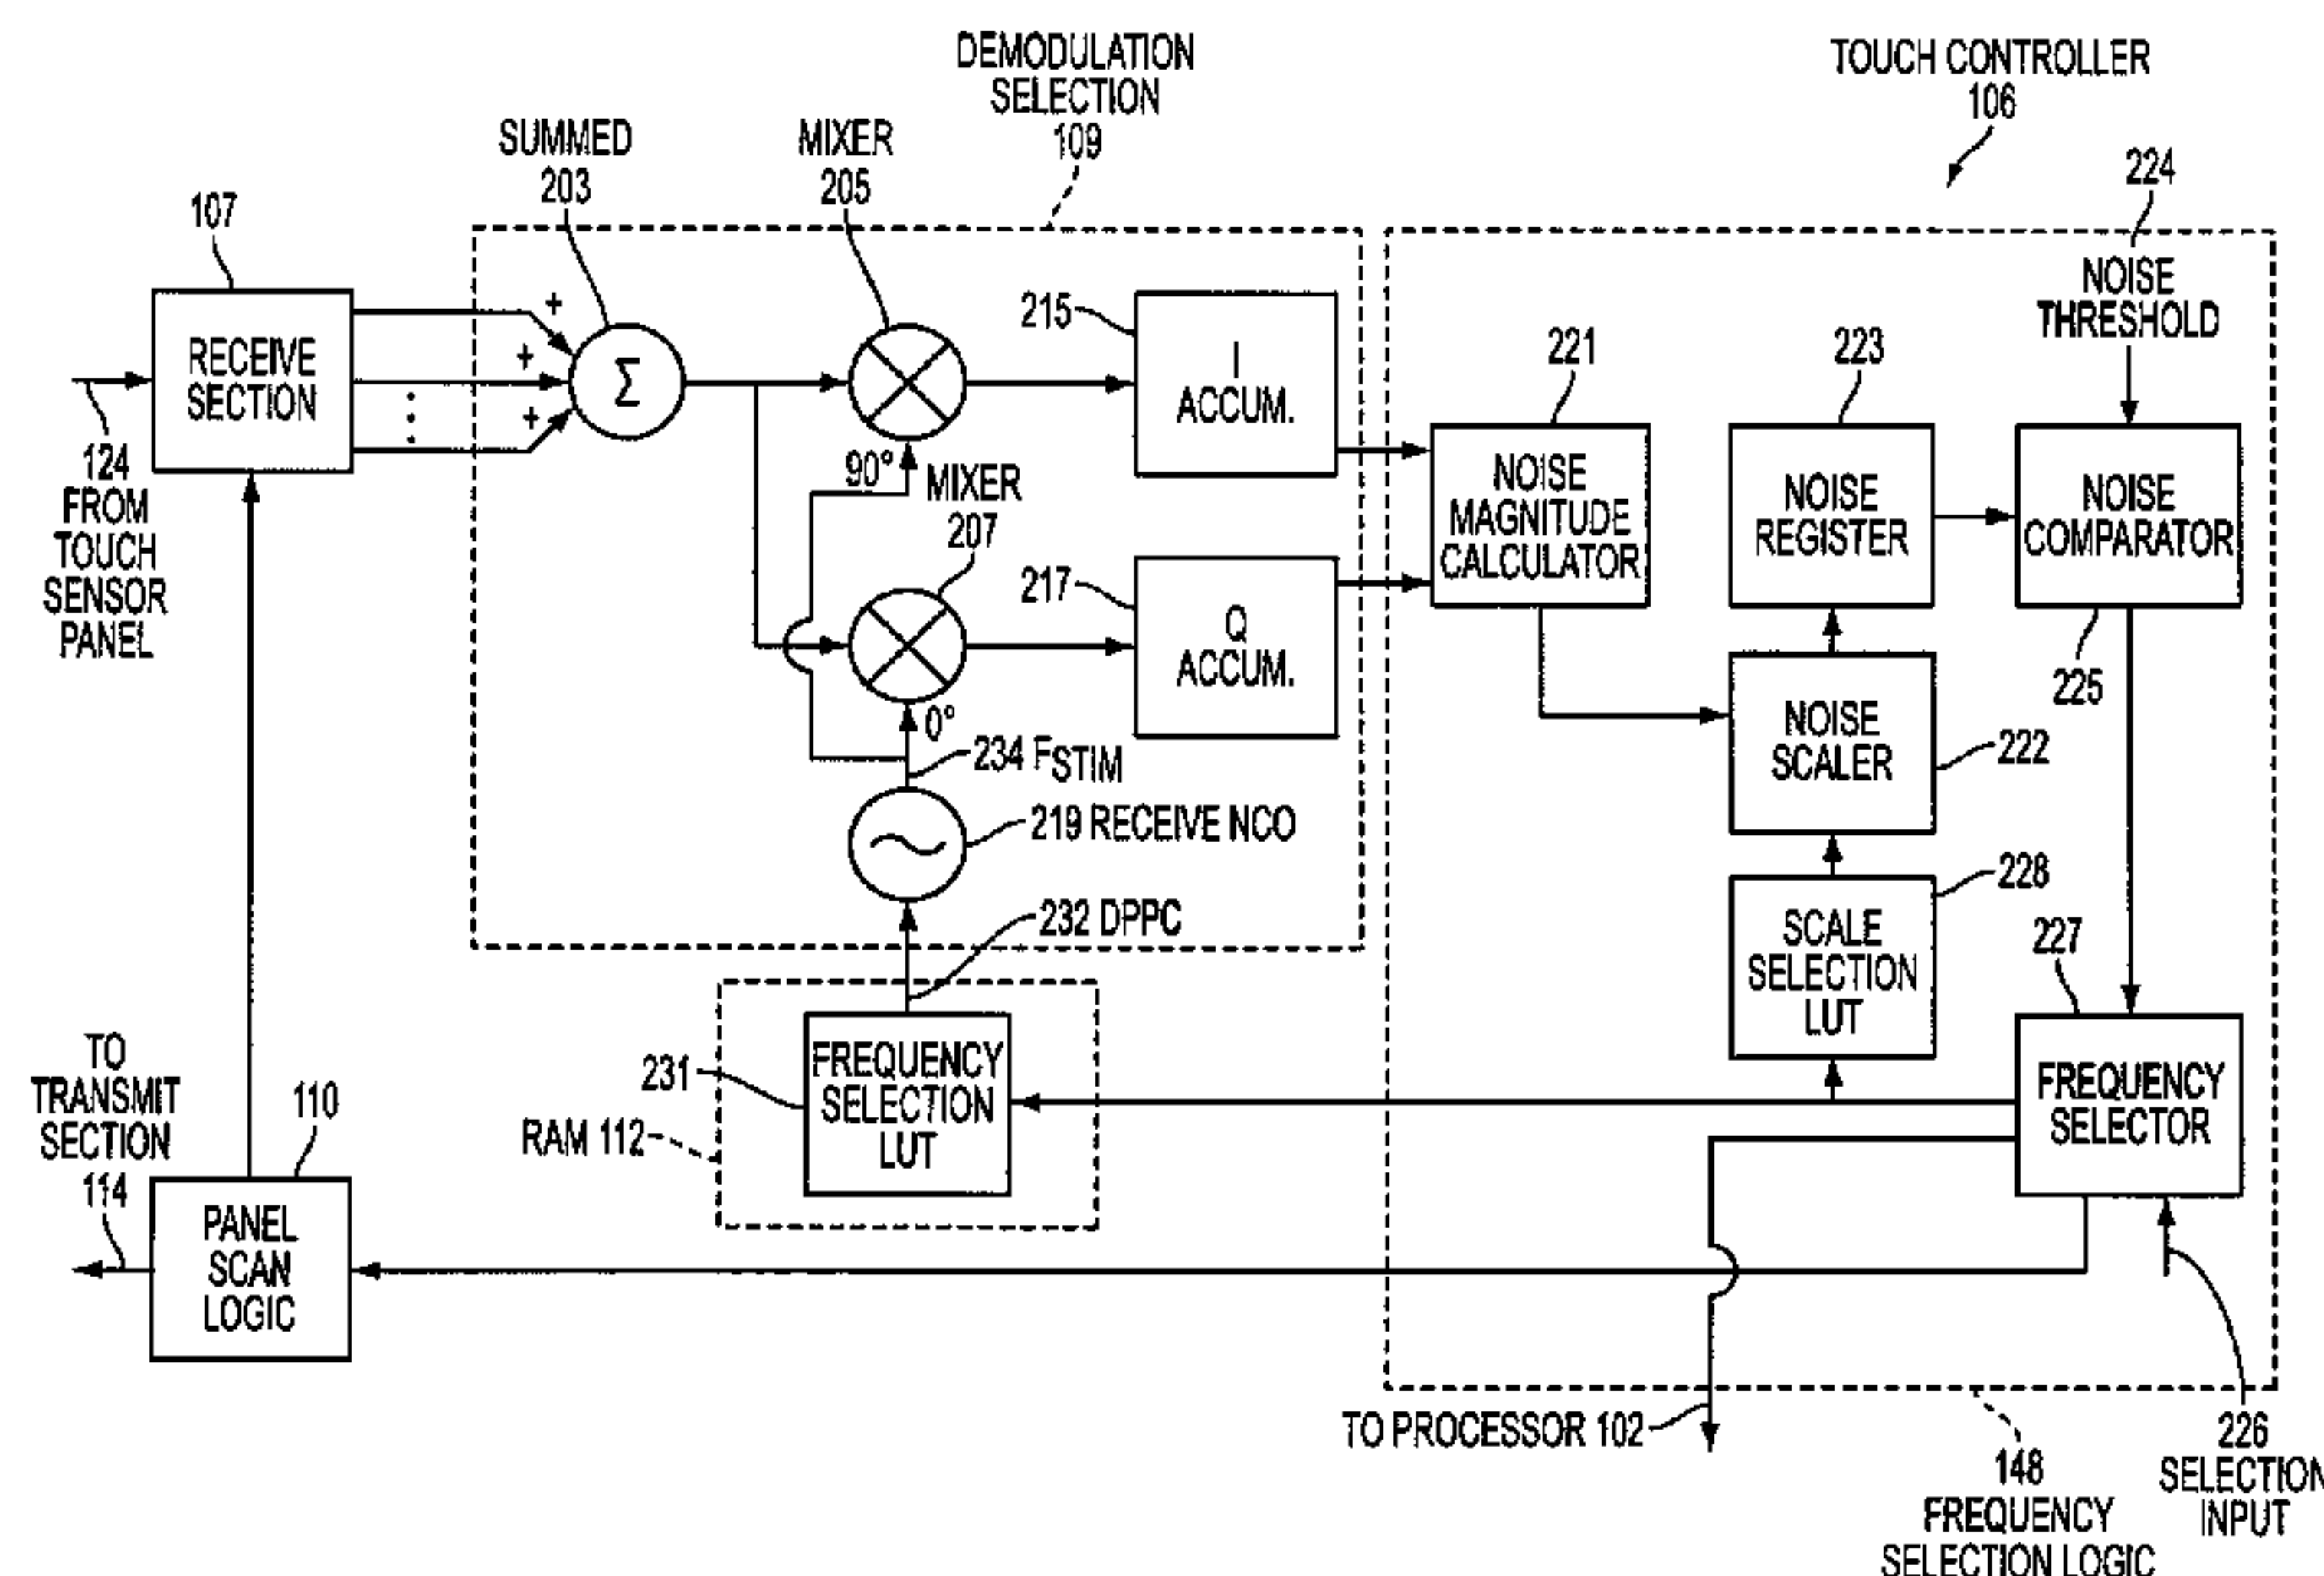 DEMODULATION
SELECTION
109
TOUCH CONTROLLER
106
SUMMED
203
MIXER
205
107
224
NOISE
THRESHOLD
RECEIVE
SECTION
+
+
+
Σ
215
I
ACCUM.
221
223
124
FROM
TOUCH
SENSOR
PANEL
90°
MIXER
207
NOISE
MAGNITUDE
CALCULATOR
NOISE
REGISTER
NOISE
COMPARATOR
217
Q
ACCUM.
225
0°
234 FSTIM
NOISE
SCALER
222
219 RECEIVE NCO
228
232 DPPC
SCALE
SELECTION
LUT
227
TO
TRANSMIT
SECTION
114
110
231
FREQUENCY
SELECTION
LUT
RAM 112
FREQUENCY
SELECTOR
PANEL
SCAN
LOGIC
TO PROCESSOR 102
148
FREQUENCY
SELECTION LOGIC
226
SELECTION
INPUT